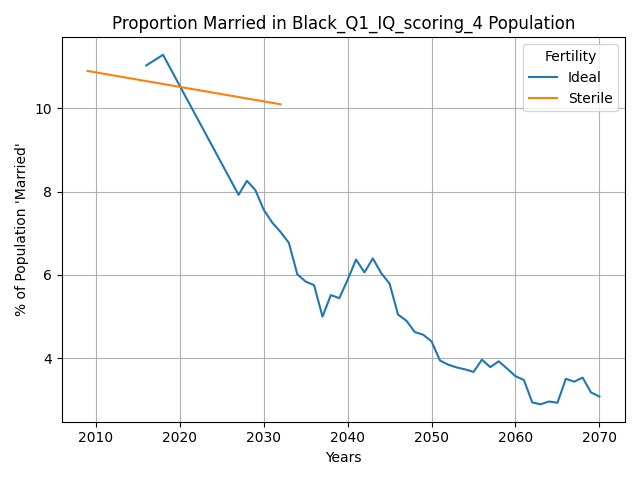 Proportion Married in Black_Q1_IQ_scoring_4 Population
Fertility
Ideal
Sterile
% of Population 'Married'
10
8
6
4
2010 2020 2030 2040 2050 2060 2070
Years